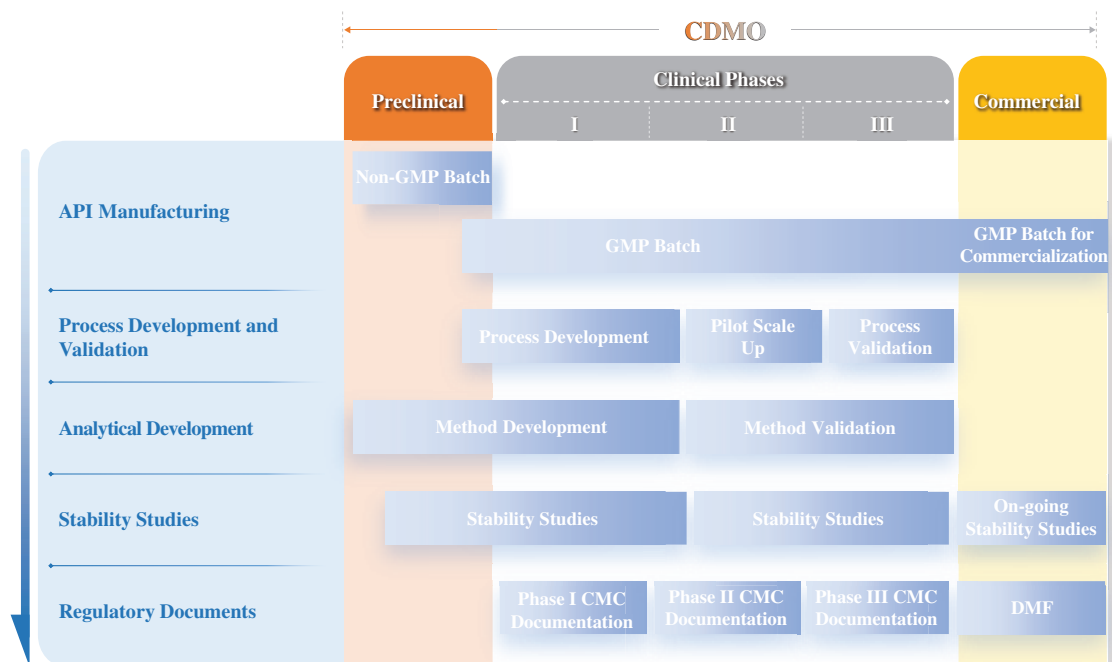 CDMO
Preclinical
Clinical Phases
I
II
III
Commercial
API Manufacturing
Non-GMP Batch
GMP Batch
GMP Batch for
Commercialization
Process Development and
Validation
Process Development
Pilot Scale
Up
Process
Validation
Analytical Development
Method Development
Method Validation
Stability Studies
Stability Studies
Stability Studies
On-going
Stability Studies
Regulatory Documents
Phase I CMC
Documentation
Phase II CMC
Documentation
Phase III CMC
Documentation
DMF